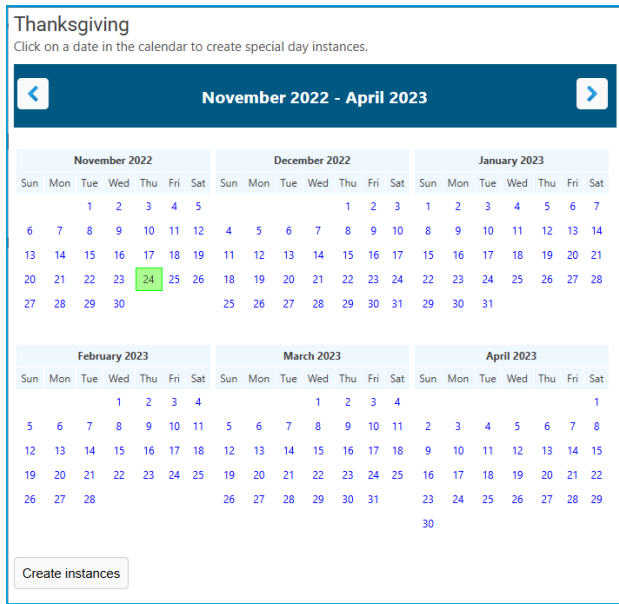 Thanksgiving
Click on a date in the calendar to create special day instances.
November 2022 - April 2023
November 2022 December 2022 January 2023
Sun Mon Tue Wed Thu Fri Sat Sun Mon Tue Wed Thu Fri Sat Sun Mon Tue Wed Thu Fri Sat
1 2 3 4 5 1 2 3 1 2 3 4 5 6 7
6 7 8 9 10 11 12 4 5 6 7 8 9 10 8 9 10 11 12 13 14
13 14 15 16 17 18 19 11 12 13 14 15 16 17 15 16 17 18 19 20 21
20 21 22 23 24 25 26 18 19 20 21 22 23 24 22 23 24 25 26 27 28
27 28 29 30 25 26 27 28 29 30 31 29 30 31
February 2023 March 2023 April 2023
Sun Mon Tue Wed Thu Fri Sat Sun Mon Tue Wed Thu Fri Sat Sun Mon Tue Wed Thu Fri Sat
1 2 3 4 1 2 3 4 1
5 6 7 8 9 10 11 5 6 7 8 9 10 11 2 3 4 5 6 7 8
12 13 14 15 16 17 18 12 13 14 15 16 17 18 9 10 11 12 13 14 15
19 20 21 22 23 24 25 19 20 21 22 23 24 25 16 17 18 19 20 21 22
26 27 28 26 27 28 29 30 31 23 24 25 26 27 28 29
30
Create instances